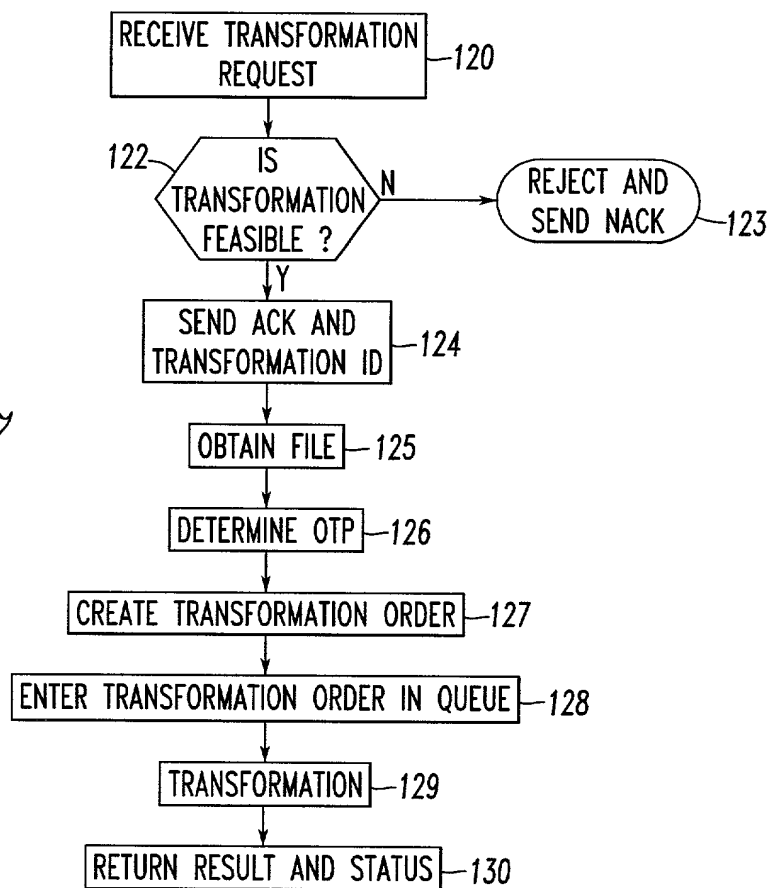 RECEIVE TRANSFORMATION
REQUEST
120
122
IS
TRANSFORMATION
FEASIBLE ?
N
REJECT AND
SEND NACK
123
Y
SEND ACK AND
TRANSFORMATION ID
124
OBTAIN FILE
125
DETERMINE OTP
126
CREATE TRANSFORMATION ORDER
127
ENTER TRANSFORMATION ORDER IN QUEUE
128
TRANSFORMATION
129
RETURN RESULT AND STATUS
130